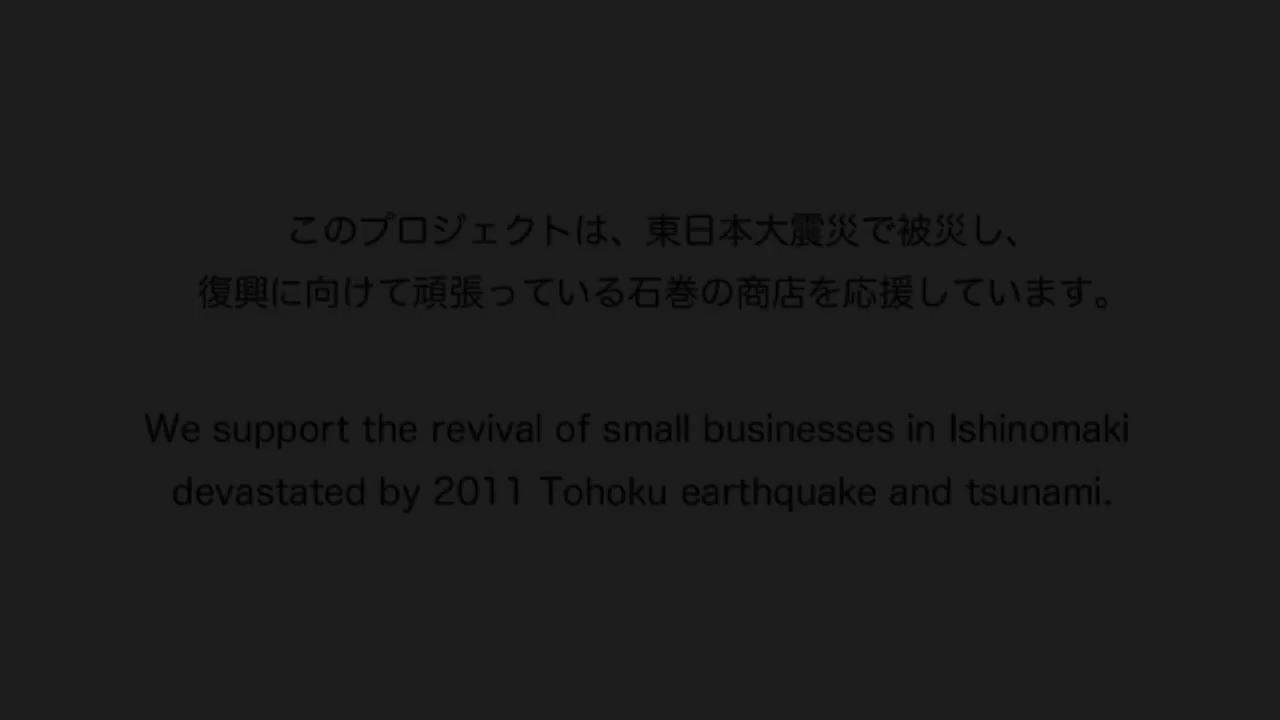 このプロジェクトは、東日本大震災で被災し、
復興に向けて頑張っている石巻の商店を応援しています。
We support the revival of small businesses in Ishinomaki
devastated by 2011 Tohoku earthquake and tsunami.